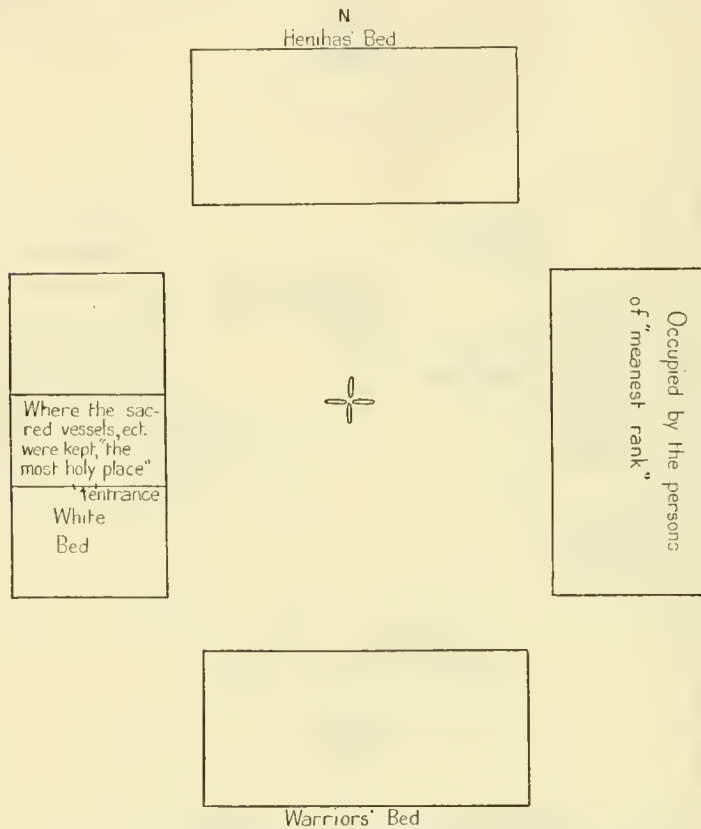 N
Henihas' Bed
Where the sac-
red vessels, ect.
were kept, "the
most holy place"
entrance
White
Bed
Occupied by the persons
of "meanest rank"
Warriors' Bed